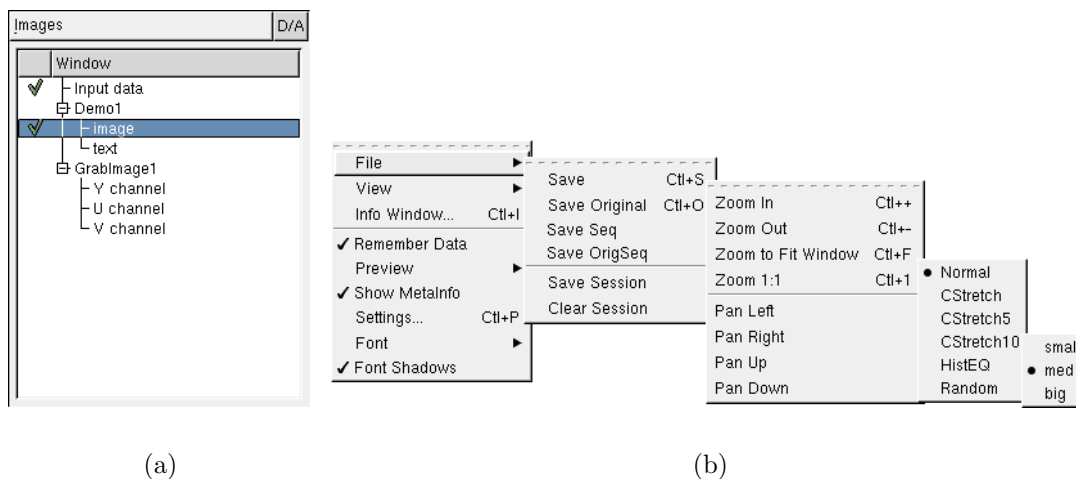 Images D/A
Window
Input data
Demo1
image
text
GrabImage1
Y channel
U channel
V channel
File
View
Info Window... Ctl+I
Remember Data
Preview
Show MetaInfo
Settings... Ctl+P
Font
Font Shadows
Save Ctl+S
Save Original Ctl+O
Save Seq
Save OrigSeq
Save Session
Clear Session
Zoom In Ctl++
Zoom Out Ctl+-
Zoom to Fit Window Ctl+F
Zoom 1:1 Ctl+1
Pan Left
Pan Right
Pan Up
Pan Down
Normal
CStretch
CStretch5
CStretch10
HistEQ
Random
smal
med
big
(a) (b)